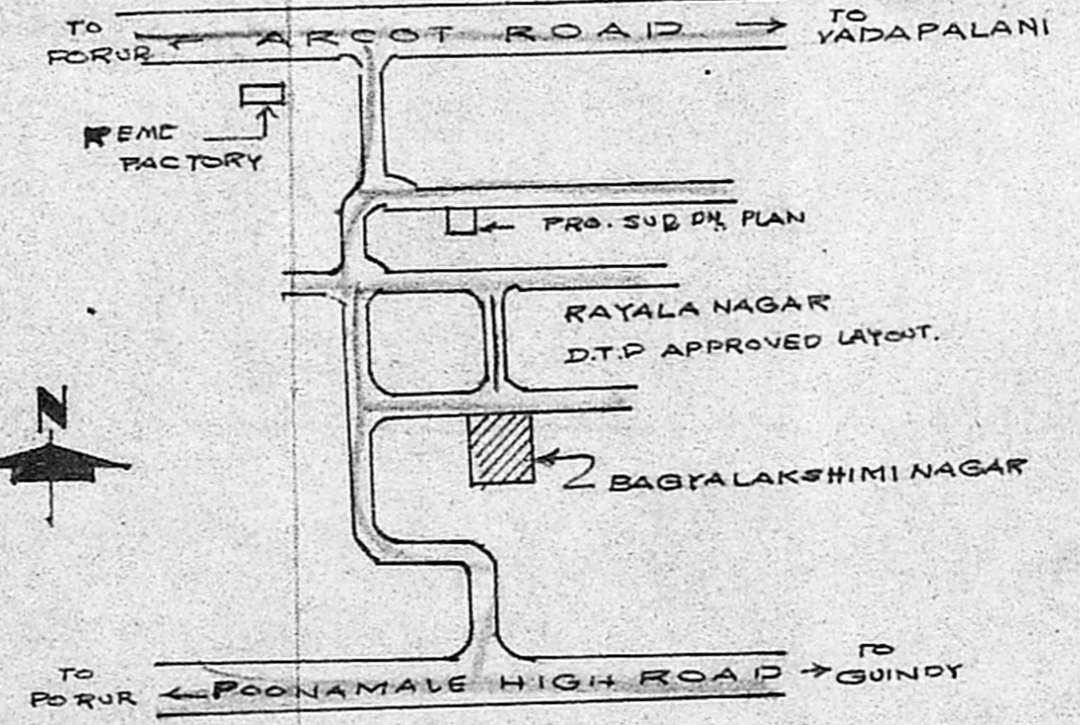 TO
PORUR
ARCOT ROAD
TO
VADAPALANI
REMC
FACTORY
PRO. SUB DN. PLAN
RAYALA NAGAR
D.T.P APPROVED LAYOUT.
N
BAGYALAKSHIMI NAGAR
TO
PORUR
POONAMALE HIGH ROAD
TO
GUINDY